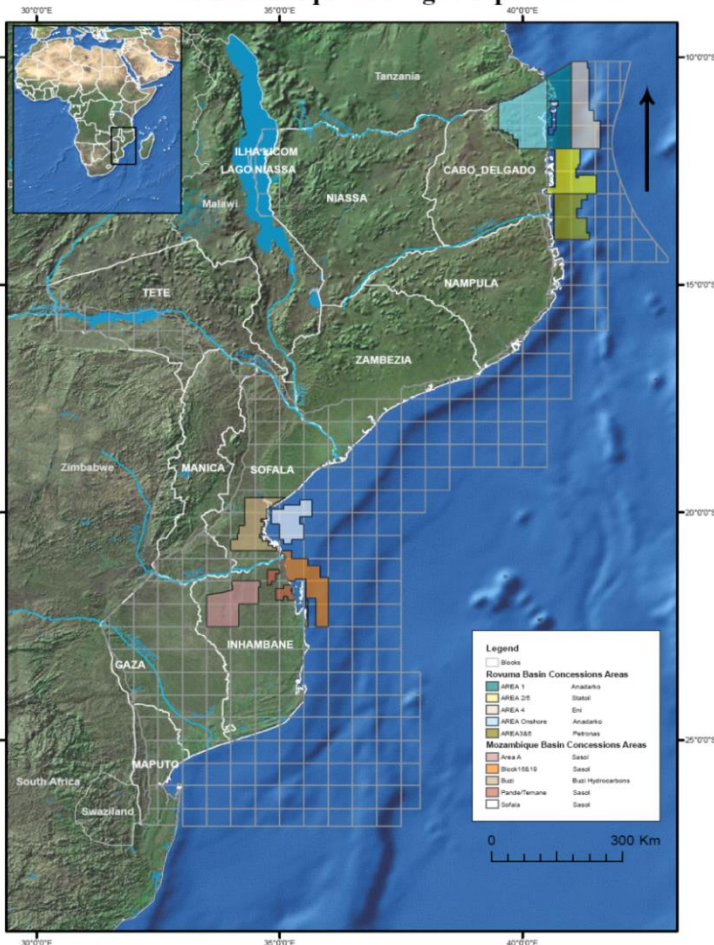 30°0'0"E 35°0'0"E 40°0'0"E
10°0'0"S
Tanzania
ILHA LICOM
LAGO NIASSA
CABO_DELGADO
NIASSA
Malawi
NAMPULA
15°0'0"S
TETE
ZAMBEZIA
Zimbabwe
MANICA
SOFALA
20°0'0"S
INHAMBANE
GAZA
25°0'0"S
MAPUTO
South Africa
Swaziland
Legend
Blocks
Rovuma Basin Concessions Areas
AREA 1 Anadarko
AREA 2/5 Statoil
AREA 4 Eni
AREA Onshore Anadarko
AREA3&6 Petronas
Mozambique Basin Concessions Areas
Area A Sasol
Block16&19 Sasol
Buzi Buzi Hydrocarbons
Pande/Temane Sasol
Sofala Sasol
0 300 Km
30°0'0"E 35°0'0"E 40°0'0"E